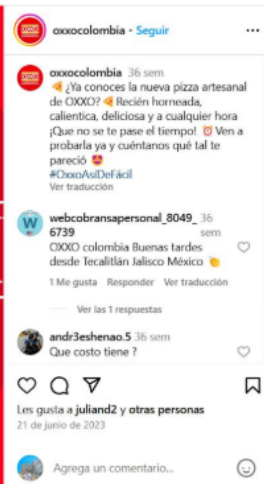 oxxocolombia • Seguir
oxxocolombia 36 sem
🍕¿Ya conoces la nueva pizza artesanal
de OXXO? 🍕 Recién horneada,
calientica, deliciosa y a cualquier hora
¡Que no se te pase el tiempo! ⏰ Ven a
probarla ya y cuéntanos qué tal te
pareció 😍
#OxxoAsíDeFácil
Ver traducción
webcobransapersonal_8049_ 36
6739 sem
OXXO colombia Buenas tardes
desde Tecalitlán Jalisco México 👏
1 Me gusta Responder Ver traducción
Ver las 1 respuestas
andr3eshenao.5 36 sem
Que costo tiene ?
Les gusta a juliand2 y otras personas
21 de junio de 2023
Agrega un comentario...